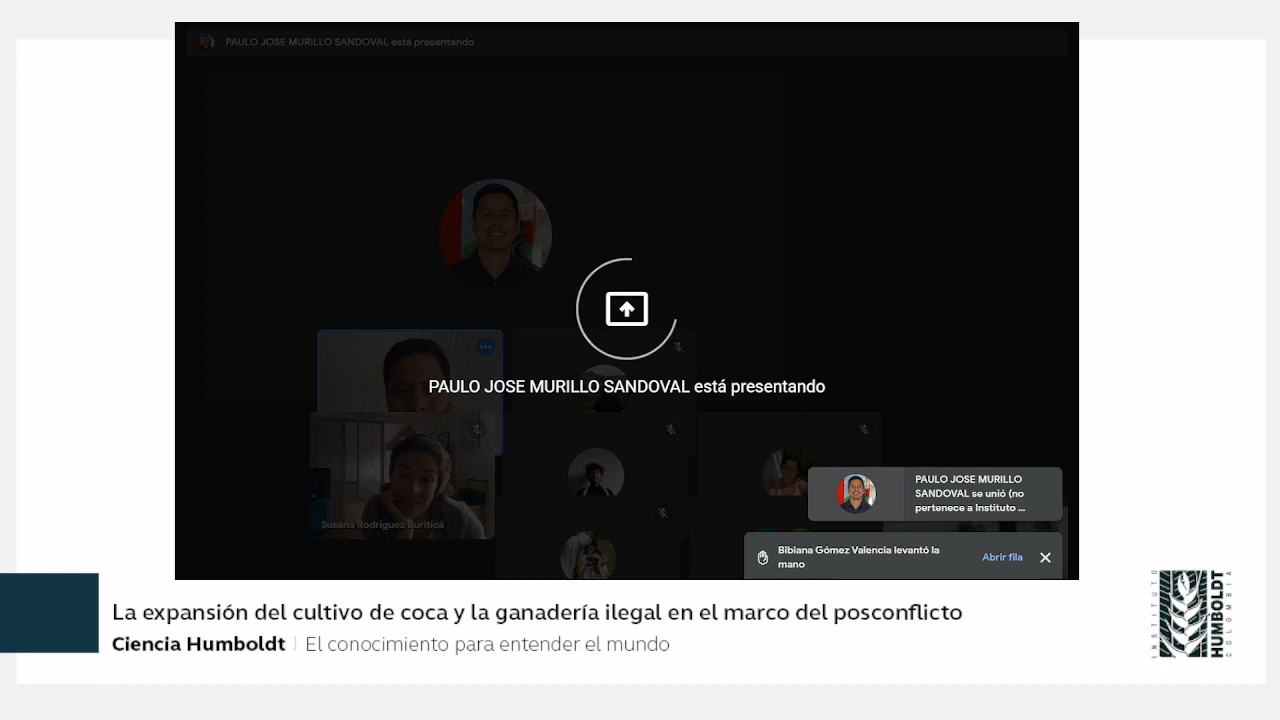 PAULO JOSE MURILLO SANDOVAL está presentando
PAULO JOSE MURILLO SANDOVAL está presentando
PAULO JOSE MURILLO
SANDOVAL se unió (no
pertenece a Instituto ...
Susana Rodríguez Buriticá
Bibiana Gómez Valencia levantó la
mano
Abrir fila
La expansión del cultivo de coca y la ganadería ilegal en el marco del posconflicto
Ciencia Humboldt | El conocimiento para entender el mundo
INSTITUTO
HUMBOLDT
COLOMBIA